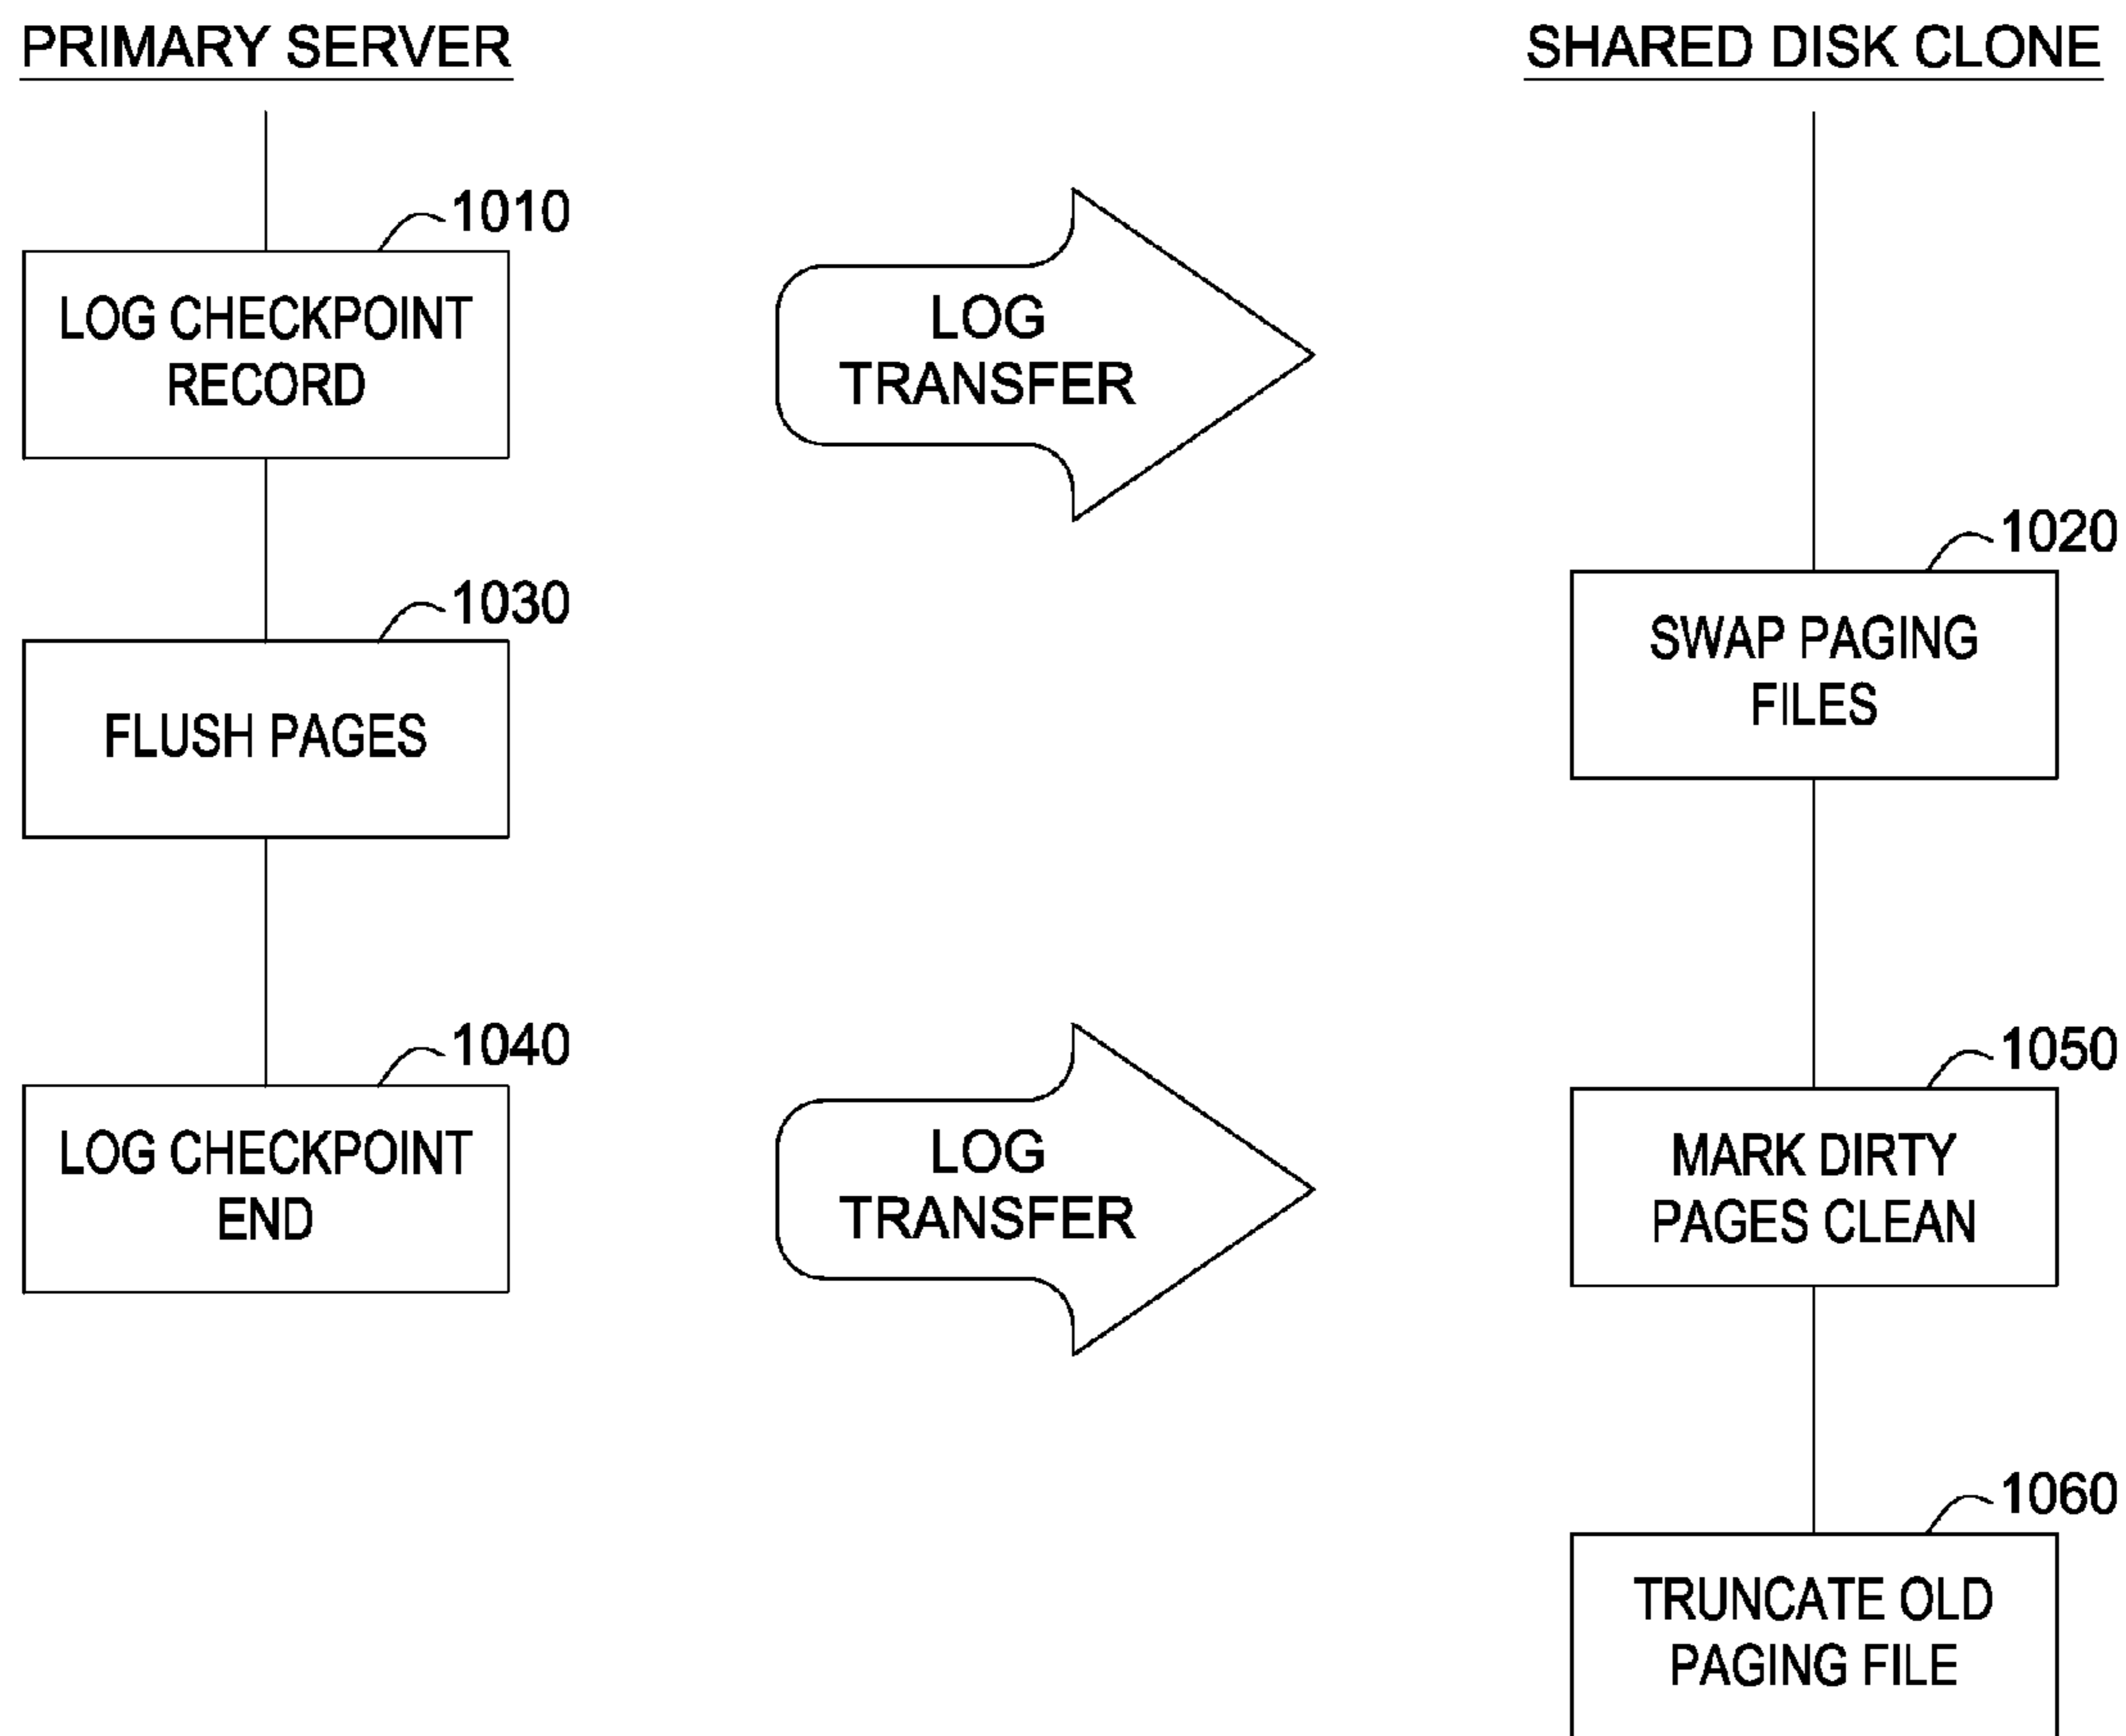 PRIMARY SERVER
SHARED DISK CLONE
1010
LOG CHECKPOINT
RECORD
LOG
TRANSFER
1020
SWAP PAGING
FILES
1030
FLUSH PAGES
1040
LOG CHECKPOINT
END
LOG
TRANSFER
1050
MARK DIRTY
PAGES CLEAN
1060
TRUNCATE OLD
PAGING FILE